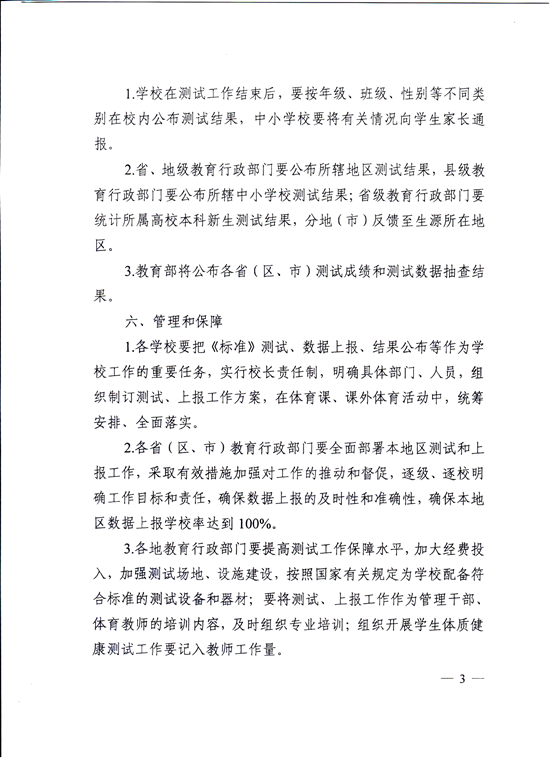 1.学校在测试工作结束后，要按年级、班级、性别等不同类
别在校内公布测试结果，中小学校要将有关情况向学生家长通
报。
2.省、地级教育行政部门要公布所辖地区测试结果，县级教
育行政部门要公布所辖中小学校测试结果；省级教育行政部门要
统计所属高校本科新生测试结果，分地（市）反馈至生源所在地
区。
3.教育部将公布各省（区、市）测试成绩和测试数据抽查结
果。
六、管理和保障
1.各学校要把《标准》测试、数据上报、结果公布等作为学
校工作的重要任务，实行校长责任制，明确具体部门、人员，组
织制订测试、上报工作方案，在体育课、课外体育活动中，统筹
安排、全面落实。
2.各省（区、市）教育行政部门要全面部署本地区测试和上
报工作，采取有效措施加强对工作的推动和督促，逐级、逐校明
确工作目标和责任，确保数据上报的及时性和准确性，确保本地
区数据上报学校率达到 100%。
3.各地教育行政部门要提高测试工作保障水平，加大经费投
入，加强测试场地、设施建设，按照国家有关规定为学校配备符
合标准的测试设备和器材；要将测试、上报工作作为管理干部、
体育教师的培训内容，及时组织专业培训；组织开展学生体质健
康测试工作要记入教师工作量。
— 3 —